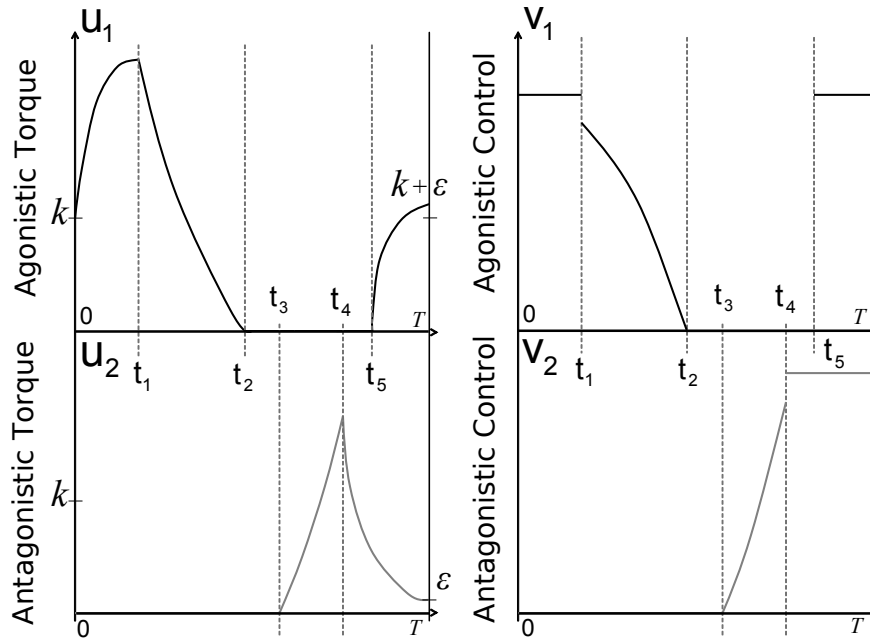 u1
Agonistic Torque
k
0
k + ε
t3
t4
T
t1
t2
t5
u2
Antagonistic Torque
k
ε
0
T
v1
Agonistic Control
0
t3
t4
T
t1
t2
t5
v2
Antagonistic Control
0
T